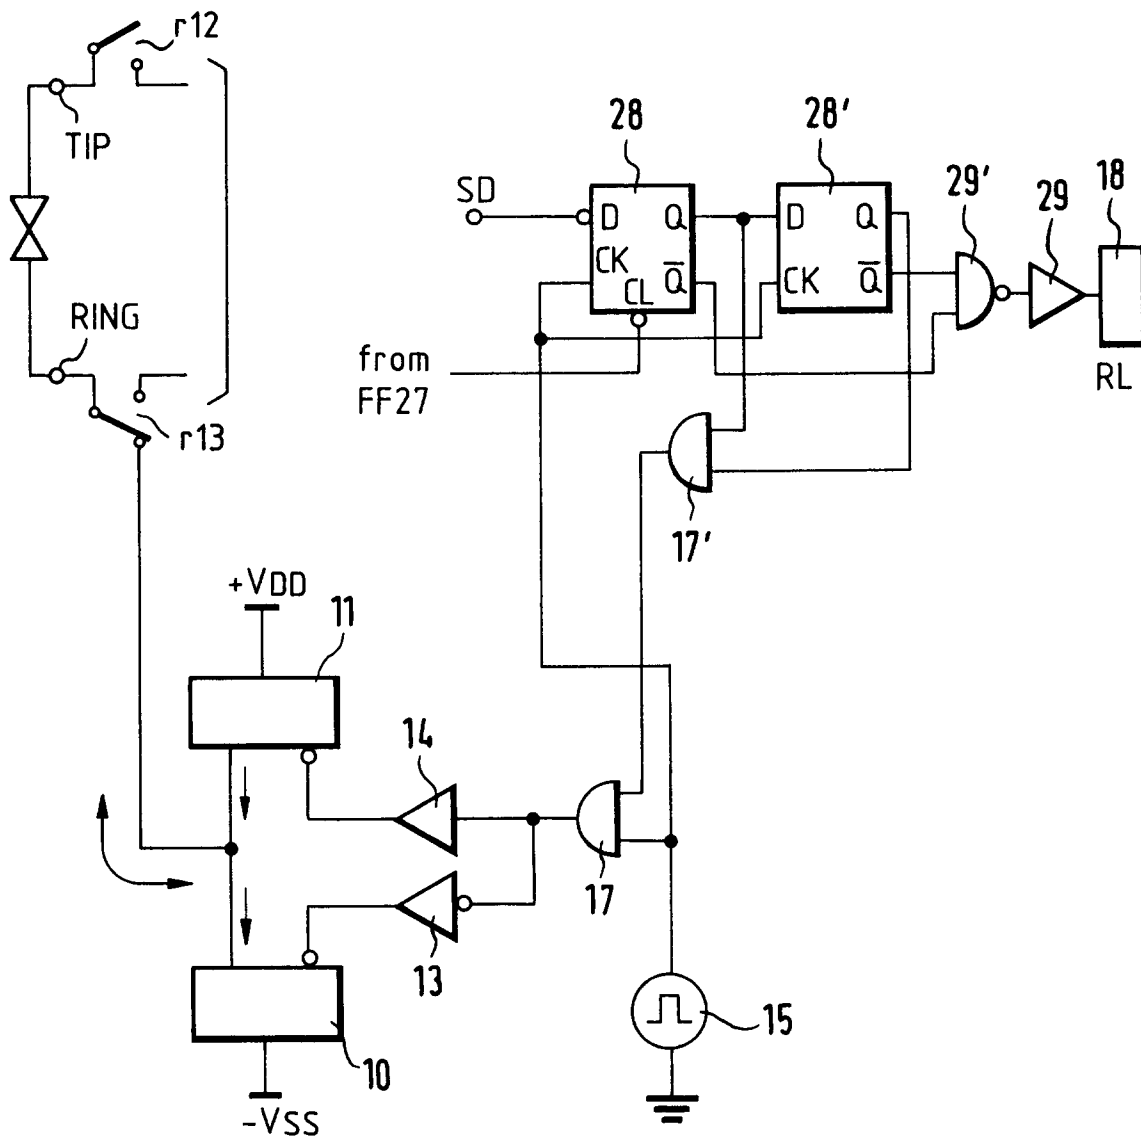 r12
TIP
RING
r13
28
28'
29'
29
18
SD
D Q
CK
Q̅
CL
D Q
CK Q̅
RL
from
FF27
17'
+VDD
11
14
17
13
15
10
-VSS